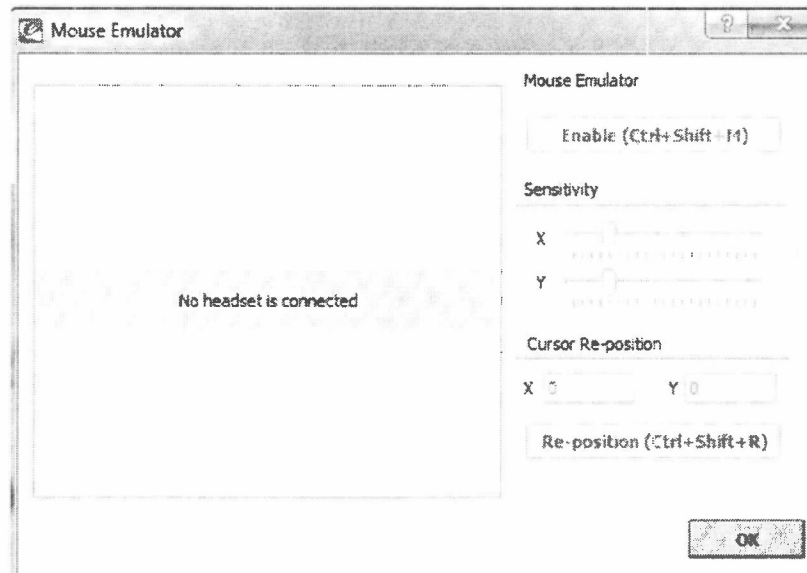 Mouse Emulator
Mouse Emulator
Enable (Ctrl+Shift+M)
Sensitivity
X
Y
No headset is connected
Cursor Re-position
X 0 Y 0
Re-position (Ctrl+Shift+R)
OK